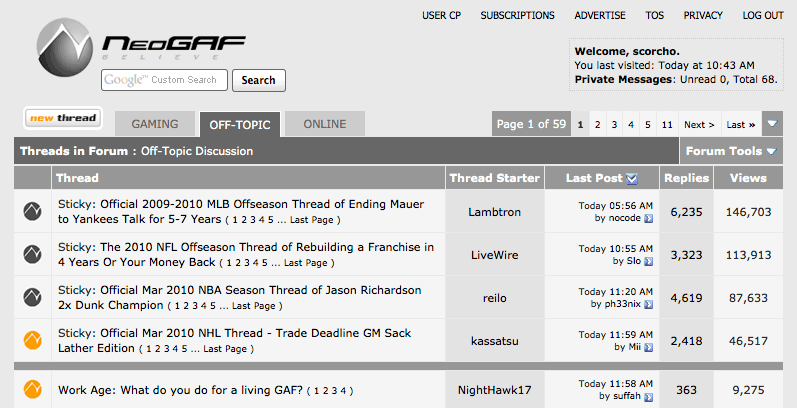 USER CP SUBSCRIPTIONS ADVERTISE TOS PRIVACY LOG OUT
NEOGAF
BELIEVE
Google™ Custom Search Search
Welcome, scorcho.
You last visited: Today at 10:43 AM
Private Messages: Unread 0, Total 68.
new thread GAMING OFF-TOPIC ONLINE Page 1 of 59 1 2 3 4 5 11 Next > Last »
Threads in Forum : Off-Topic Discussion Forum Tools
Thread Thread Starter Last Post Replies Views
Sticky: Official 2009-2010 MLB Offseason Thread of Ending Mauer
to Yankees Talk for 5-7 Years ( 1 2 3 4 5 ... Last Page )
Lambtron
Today 05:56 AM
by nocode
6,235 146,703
Sticky: The 2010 NFL Offseason Thread of Rebuilding a Franchise in
4 Years Or Your Money Back ( 1 2 3 4 5 ... Last Page )
LiveWire
Today 10:55 AM
by Slo
3,323 113,913
Sticky: Official Mar 2010 NBA Season Thread of Jason Richardson
2x Dunk Champion ( 1 2 3 4 5 ... Last Page )
reilo
Today 11:20 AM
by ph33nix
4,619 87,633
Sticky: Official Mar 2010 NHL Thread - Trade Deadline GM Sack
Lather Edition ( 1 2 3 4 5 ... Last Page )
kassatsu
Today 11:59 AM
by Mii
2,418 46,517
Work Age: What do you do for a living GAF? ( 1 2 3 4 )
NightHawk17
Today 11:58 AM
by suffah
363 9,275